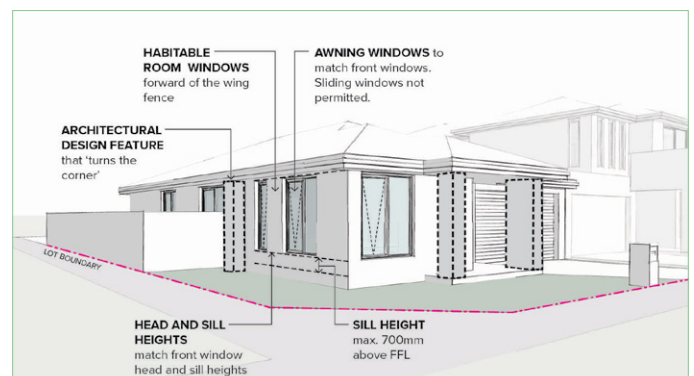 HABITABLE
ROOM WINDOWS
forward of the wing
fence
AWNING WINDOWS to
match front windows.
Sliding windows not
permitted.
ARCHITECTURAL
DESIGN FEATURE
that ‘turns the
corner’
LOT BOUNDARY
HEAD AND SILL
HEIGHTS
match front window
head and sill heights
SILL HEIGHT
max. 700mm
above FFL